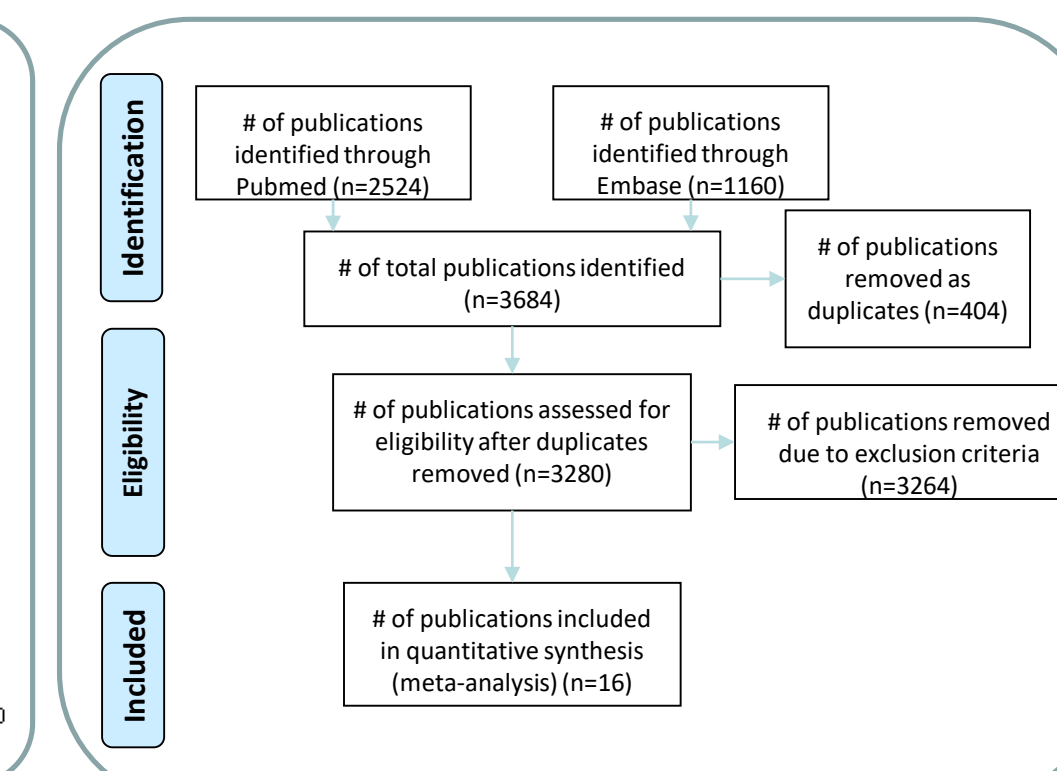 Identification
# of publications
identified through
Pubmed (n=2524)
# of publications
identified through
Embase (n=1160)
# of total publications identified
(n=3684)
# of publications
removed as
duplicates (n=404)
Eligibility
# of publications assessed for
eligibility after duplicates
removed (n=3280)
# of publications removed
due to exclusion criteria
(n=3264)
Included
# of publications included
in quantitative synthesis
(meta-analysis) (n=16)